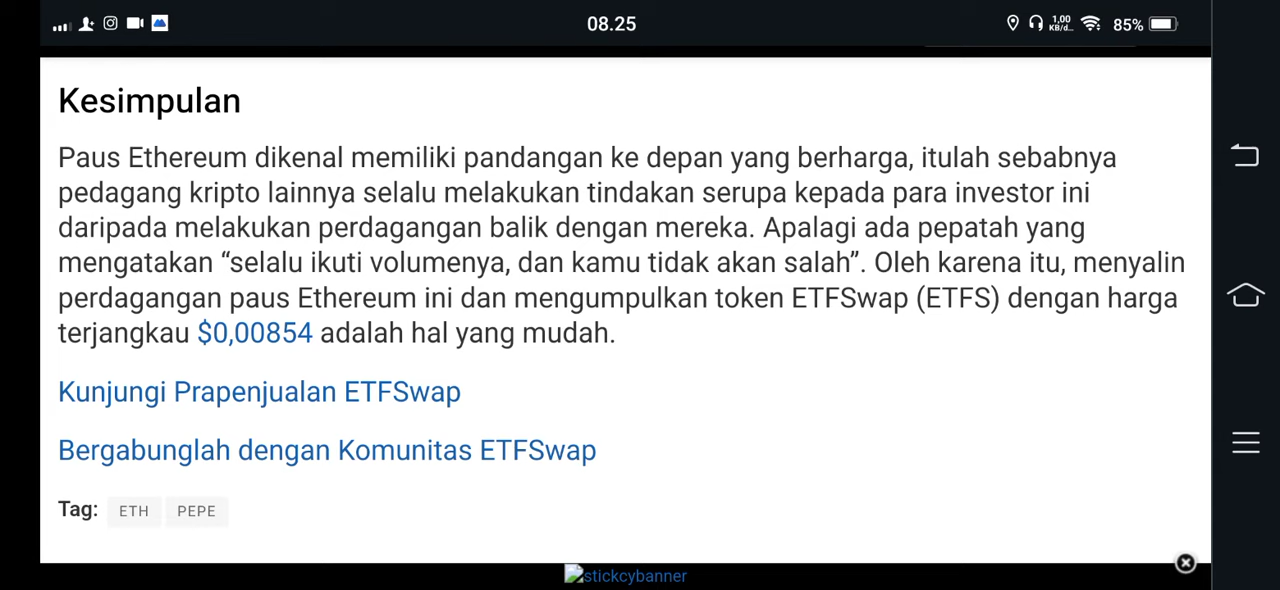 08.25
1,00
KB/d...
85%
Kesimpulan
Paus Ethereum dikenal memiliki pandangan ke depan yang berharga, itulah sebabnya
pedagang kripto lainnya selalu melakukan tindakan serupa kepada para investor ini
daripada melakukan perdagangan balik dengan mereka. Apalagi ada pepatah yang
mengatakan “selalu ikuti volumenya, dan kamu tidak akan salah”. Oleh karena itu, menyalin
perdagangan paus Ethereum ini dan mengumpulkan token ETFSwap (ETFS) dengan harga
terjangkau $0,00854 adalah hal yang mudah.
Kunjungi Prapenjualan ETFSwap
Bergabunglah dengan Komunitas ETFSwap
Tag: ETH PEPE
stickcybanner